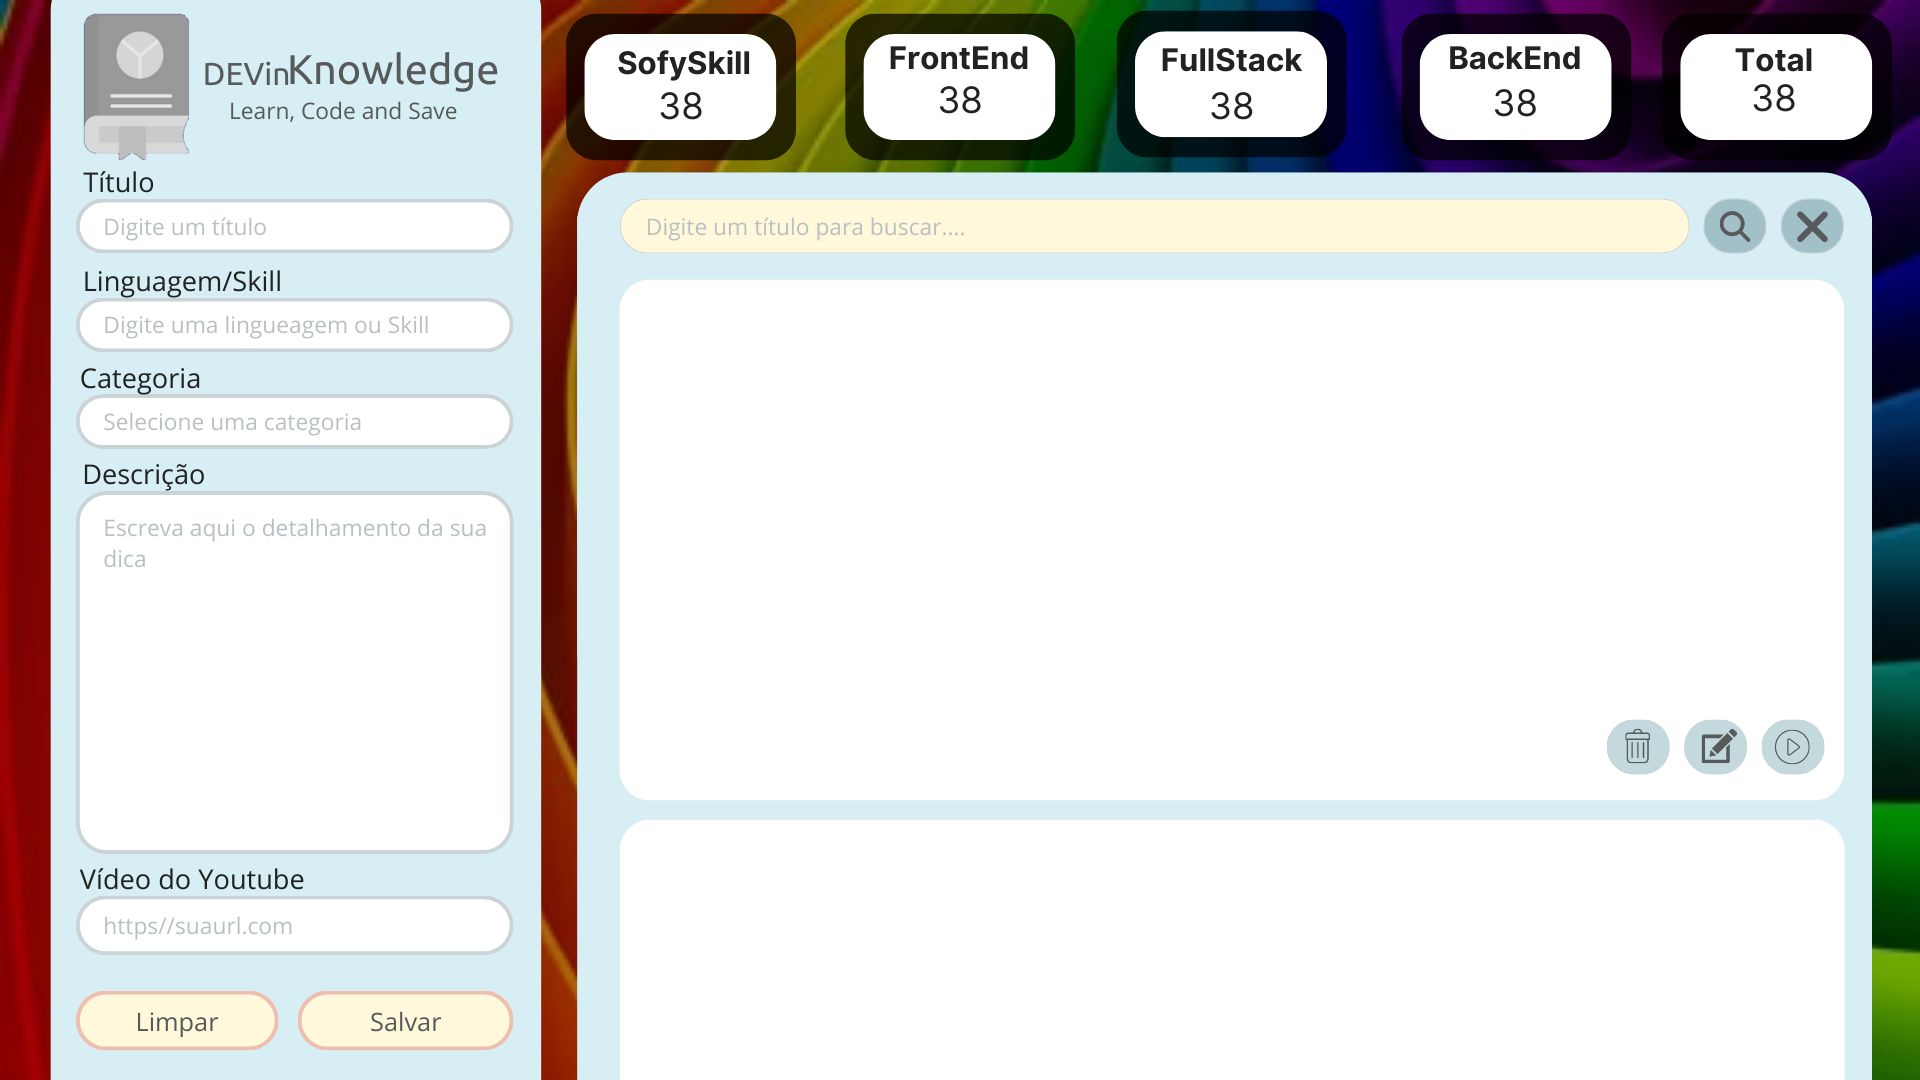 DEVinKnowledge
Learn, Code and Save
Título
Digite um título
Linguagem/Skill
Digite uma lingueagem ou Skill
Categoria
Selecione uma categoria
Descrição
Escreva aqui o detalhamento da sua
dica
Vídeo do Youtube
https//suaurl.com
Limpar
Salvar
SofySkill
38
FrontEnd
38
FullStack
38
BackEnd
38
Total
38
Digite um título para buscar....